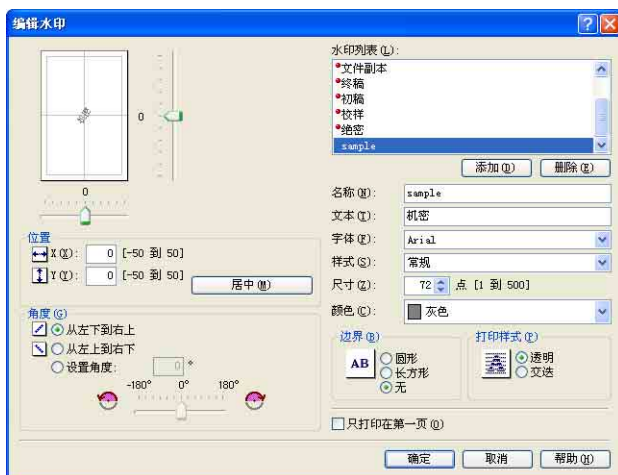 编辑水印
机密
0
0
位置
X(X): 0 [-50 到 50]
Y(Y): 0 [-50 到 50]
居中(M)
角度(G)
从左下到右上
从左上到右下
设置角度: 0 °
-180° 0° 180°
水印列表(L):
文件副本
终稿
初稿
校样
绝密
sample
添加(D) 删除(E)
名称(N): sample
文本(T): 机密
字体(F): Arial
样式(S): 常规
尺寸(Z): 72 点 [1 到 500]
颜色(C): 灰色
边界(R)
AB
圆形
长方形
无
打印样式(P)
透明
交迭
只打印在第一页(O)
确定 取消 帮助(H)